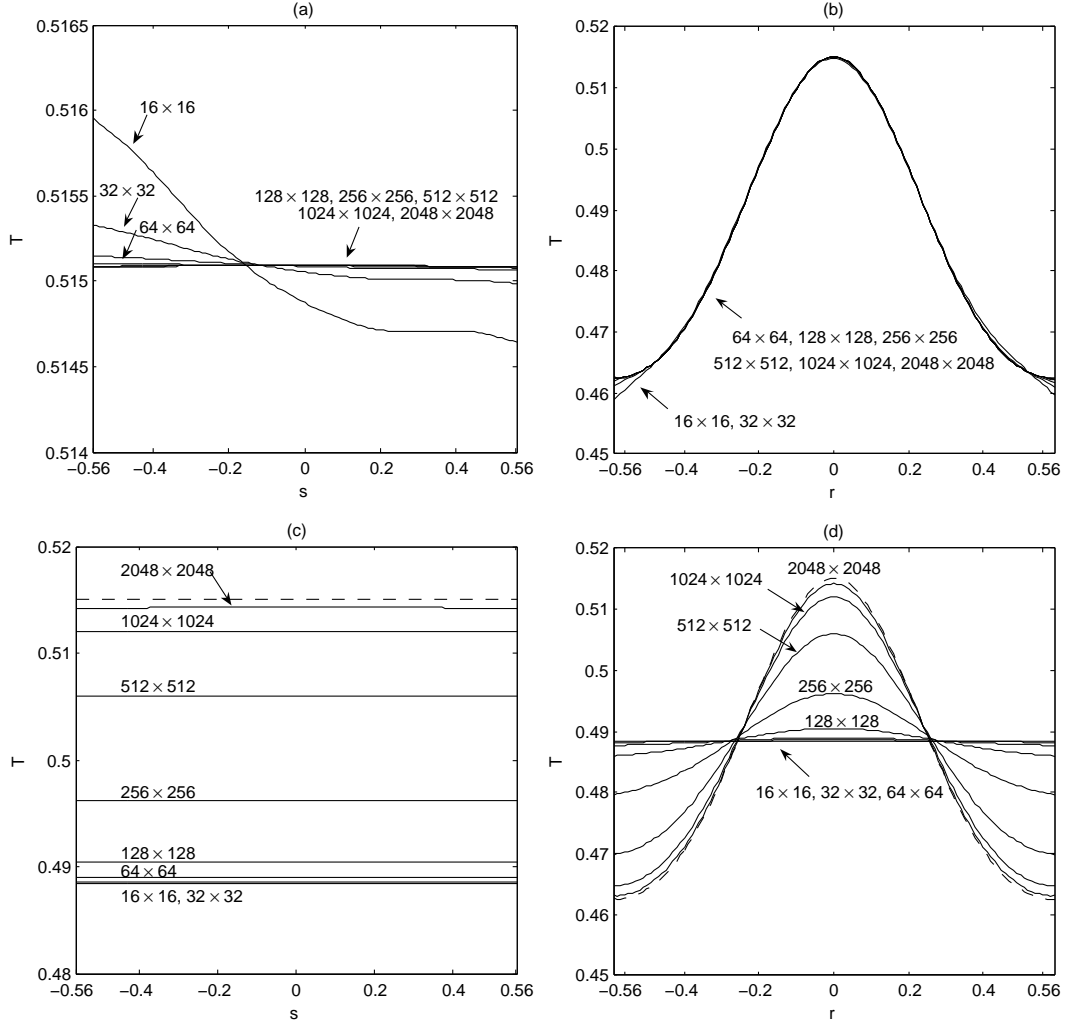 (a)
0.5165
0.516
0.5155
0.515
0.5145
0.514
T
16 × 16
32 × 32
64 × 64
128 × 128, 256 × 256, 512 × 512
1024 × 1024, 2048 × 2048
−0.56 −0.4 −0.2 0 0.2 0.4 0.56
s
(b)
0.52
0.51
0.5
0.49
0.48
0.47
0.46
0.45
T
64 × 64, 128 × 128, 256 × 256
512 × 512, 1024 × 1024, 2048 × 2048
16 × 16, 32 × 32
−0.56 −0.4 −0.2 0 0.2 0.4 0.56
r
(c)
0.52
0.51
0.5
0.49
0.48
T
2048 × 2048
1024 × 1024
512 × 512
256 × 256
128 × 128
64 × 64
16 × 16, 32 × 32
−0.56 −0.4 −0.2 0 0.2 0.4 0.56
s
(d)
0.52
0.51
0.5
0.49
0.48
0.47
0.46
0.45
T
2048 × 2048
1024 × 1024
512 × 512
256 × 256
128 × 128
16 × 16, 32 × 32, 64 × 64
−0.56 −0.4 −0.2 0 0.2 0.4 0.56
r